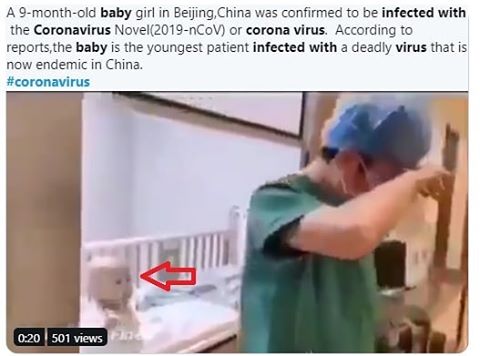 A 9-month-old baby girl in Beijing,China was confirmed to be infected with
the Coronavirus Novel(2019-nCoV) or corona virus.  According to
reports,the baby is the youngest patient infected with a deadly virus that is
now endemic in China.
#coronavirus
0:20
501 views